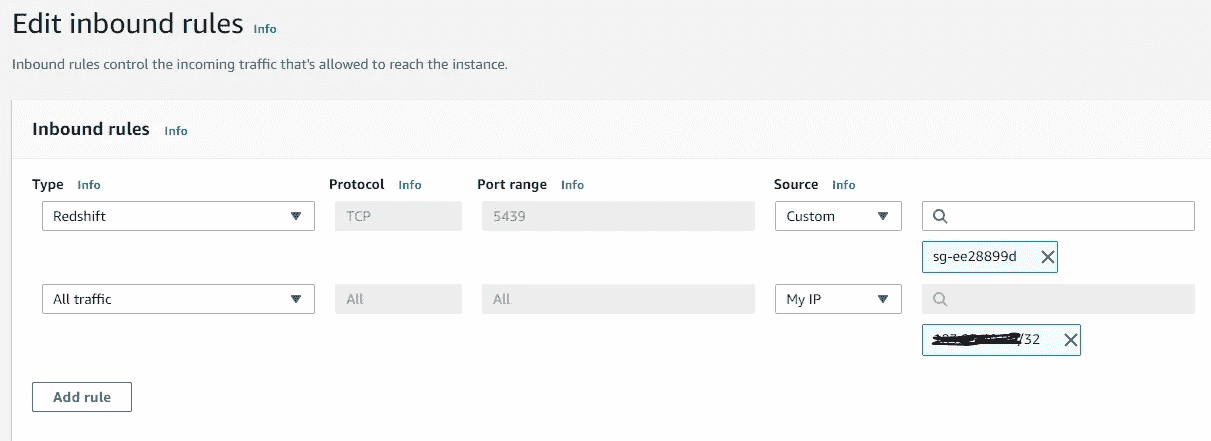 Edit inbound rules Info
Inbound rules control the incoming traffic that's allowed to reach the instance.
Inbound rules Info
Type Info Protocol Info Port range Info Source Info
Redshift TCP 5439 Custom
sg-ee28899d
All traffic All All My IP
/32
Add rule